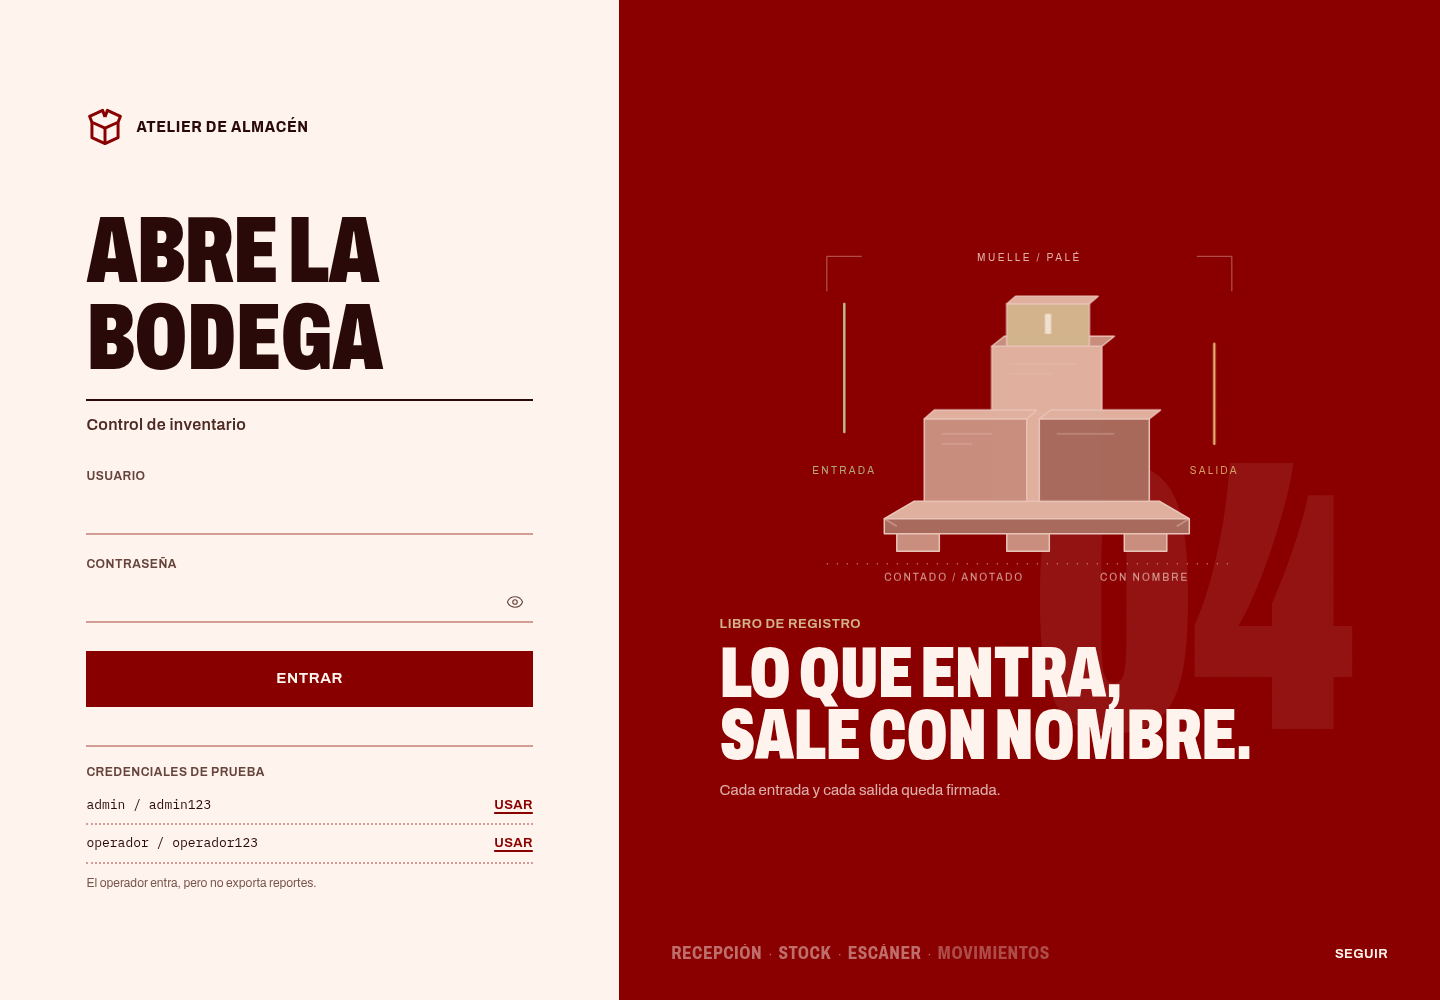 ATELIER DE ALMACÉN
ABRE LA
BODEGA
Control de inventario
USUARIO
CONTRASEÑA
ENTRAR
CREDENCIALES DE PRUEBA
admin / admin123 USAR
operador / operador123 USAR
El operador entra, pero no exporta reportes.
MUELLE / PALÉ
ENTRADA SALIDA
CONTADO / ANOTADO CON NOMBRE
04
LIBRO DE REGISTRO
LO QUE ENTRA,
SALE CON NOMBRE.
Cada entrada y cada salida queda firmada.
RECEPCIÓN · STOCK · ESCÁNER · MOVIMIENTOS SEGUIR